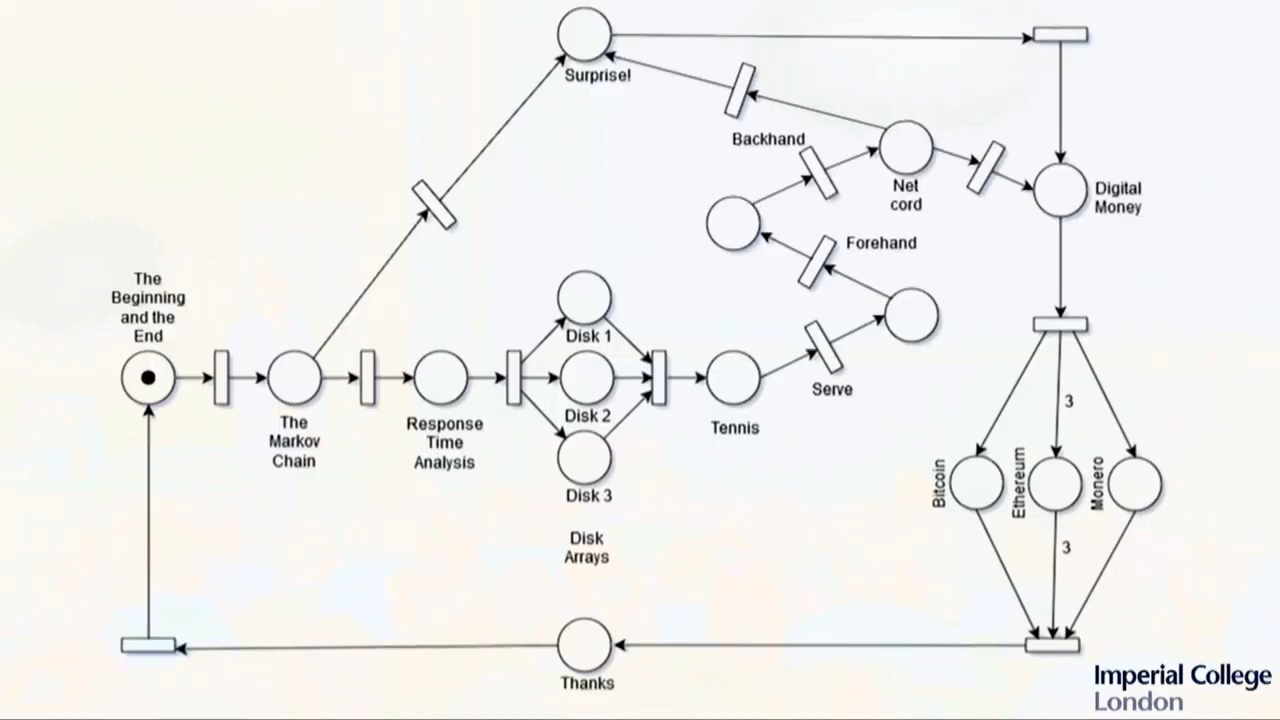 Surprise!
Backhand
Net
cord
Digital
Money
Forehand
The
Beginning
and the
End
Disk 1
Serve
Disk 2
The
Markov
Chain
Response
Time
Analysis
Tennis
3
Disk 3
Bitcoin
Ethereum
Monero
Disk
Arrays
3
Thanks
Imperial College
London